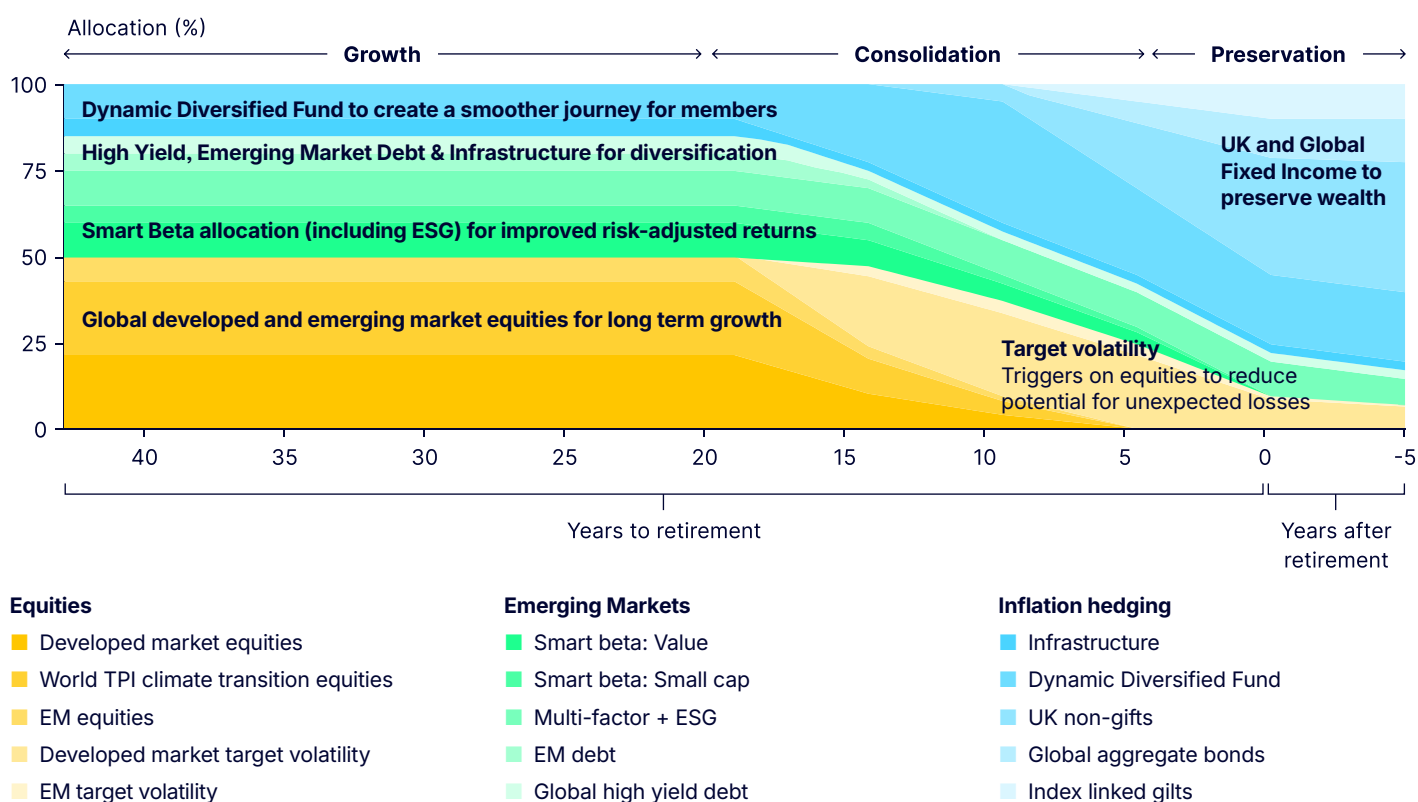 Allocation (%)
Growth
Consolidation
Preservation
100
75
50
25
0
Dynamic Diversified Fund to create a smoother journey for members
High Yield, Emerging Market Debt & Infrastructure for diversification
Smart Beta allocation (including ESG) for improved risk-adjusted returns
Global developed and emerging market equities for long term growth
UK and Global
Fixed Income to
preserve wealth
Target volatility
Triggers on equities to reduce
potential for unexpected losses
40 35 30 25 20 15 10 5 0 -5
Years to retirement
Years after
retirement
Equities
Developed market equities
World TPI climate transition equities
EM equities
Developed market target volatility
EM target volatility
Emerging Markets
Smart beta: Value
Smart beta: Small cap
Multi-factor + ESG
EM debt
Global high yield debt
Inflation hedging
Infrastructure
Dynamic Diversified Fund
UK non-gifts
Global aggregate bonds
Index linked gilts